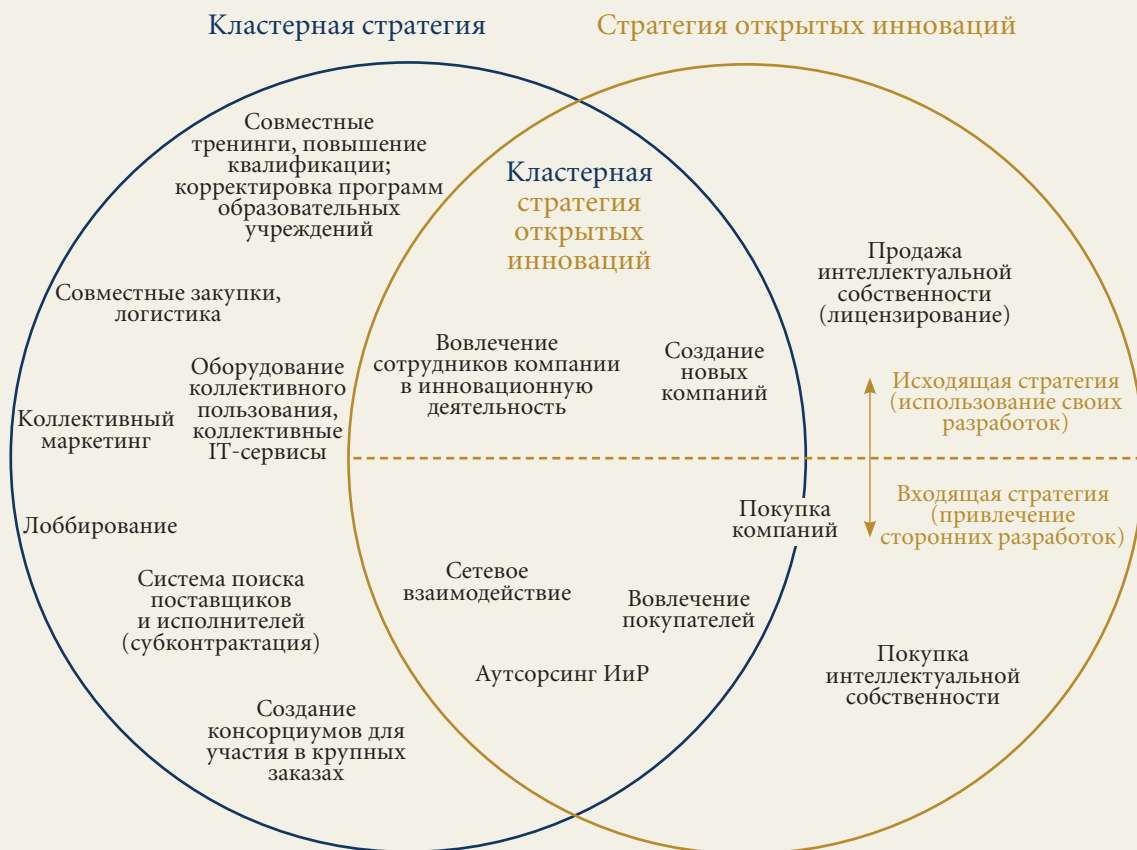 Кластерная стратегия
Стратегия открытых инноваций
Совместные
тренинги, повышение
квалификации;
корректировка программ
образовательных
учреждений
Совместные закупки,
логистика
Оборудование
коллективного
пользования,
коллективные
IT-сервисы
Коллективный
маркетинг
Лоббирование
Система поиска
поставщиков
и исполнителей
(субконтрактация)
Создание
консорциумов для
участия в крупных
заказах
Кластерная
стратегия
открытых
инноваций
Вовлечение
сотрудников компании
в инновационную
деятельность
Создание
новых
компаний
Сетевое
взаимодействие
Вовлечение
покупателей
Аутсорсинг ИиР
Покупка
компаний
Продажа
интеллектуальной
собственности
(лицензирование)
Исходящая стратегия
(использование своих
разработок)
Входящая стратегия
(привлечение
сторонних разработок)
Покупка
интеллектуальной
собственности